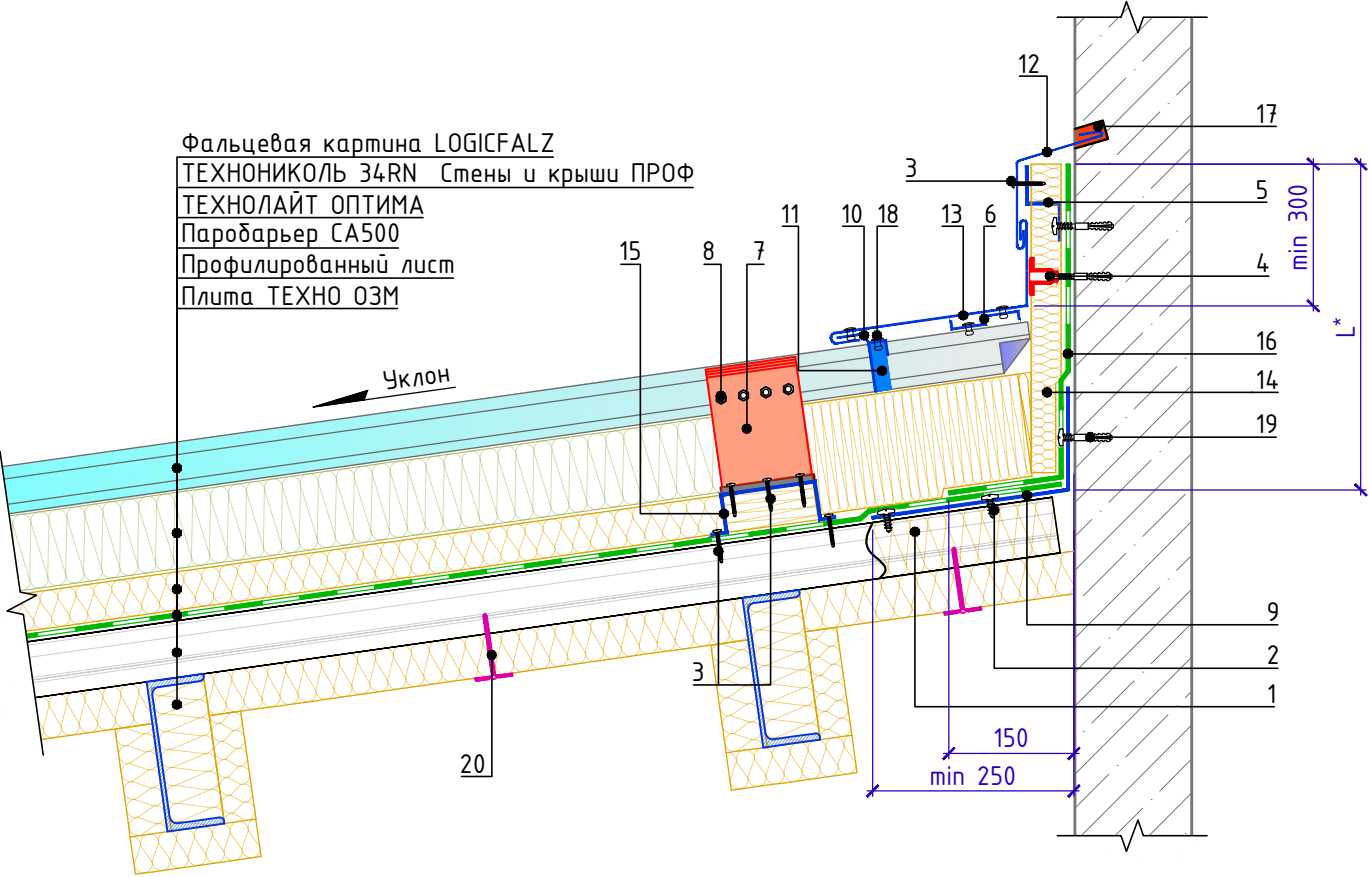 12
17
Фальцевая картина LOGICFALZ
ТЕХНОНИКОЛЬ 34RN Стены и крыши ПРОФ
3
5
ТЕХНОЛАЙТ ОПТИМА
11 10 18 13 6
min 300
Паробарьер СА500
15 8 7
Профилированный лист
4
Плита ТЕХНО ОЗМ
L*
16
Уклон
14
19
9
3
2
1
150
20
min 250